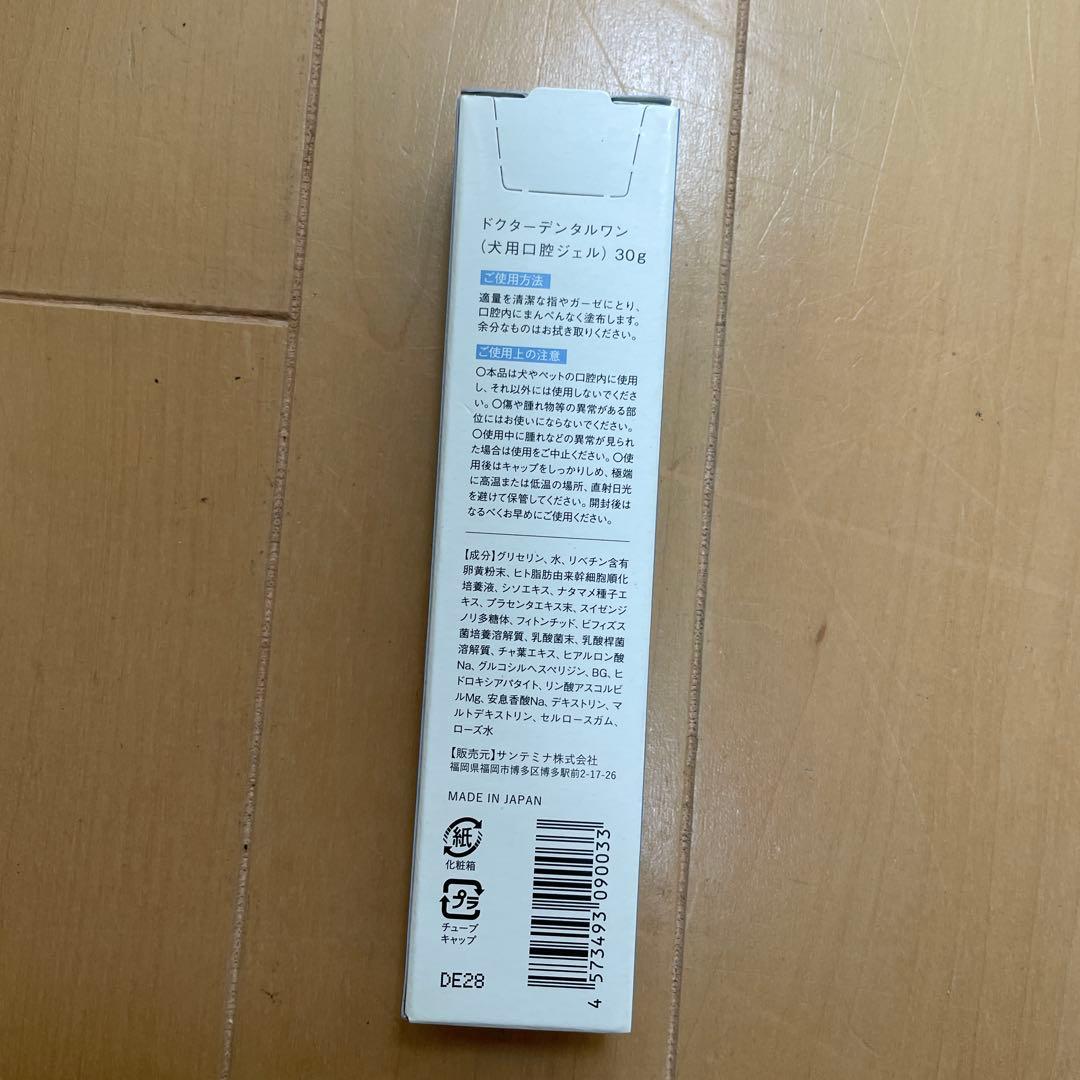 ドクターデンタルワン
(犬用口腔ジェル) 30g
ご使用方法
適量を清潔な指やガーゼにとり、
口腔内にまんべんなく塗布します。
余分なものはお拭き取りください。
ご使用上の注意
○本品は犬やペットの口腔内に使用
し、それ以外には使用しないでくださ
い。○傷や腫れ物等の異常がある部
位にはお使いにならないでください。
○使用中に腫れなどの異常が見られ
た場合は使用をご中止ください。○使
用後はキャップをしっかりしめ、極端
に高温または低温の場所、直射日光
を避けて保管してください。開封後は
なるべくお早めにご使用ください。
【成分】グリセリン、水、リベチン含有
卵黄粉末、ヒト脂肪由来幹細胞順化
培養液、シソエキス、ナタマメ種子エ
キス、プラセンタエキス末、スイゼンジ
ノリ多糖体、フィトンチッド、ビフィズス
菌培養溶解質、乳酸菌末、乳酸桿菌
溶解質、チャ葉エキス、ヒアルロン酸
Na、グルコシルヘスペリジン、BG、ヒ
ドロキシアパタイト、リン酸アスコルビ
ルMg、安息香酸Na、デキストリン、マ
ルトデキストリン、セルロースガム、
ローズ水
【販売元】サンテミナ株式会社
福岡県福岡市博多区博多駅前2-17-26
MADE IN JAPAN
紙
化粧箱
プラ
チューブ
キャップ
DE28
4 573493 090033